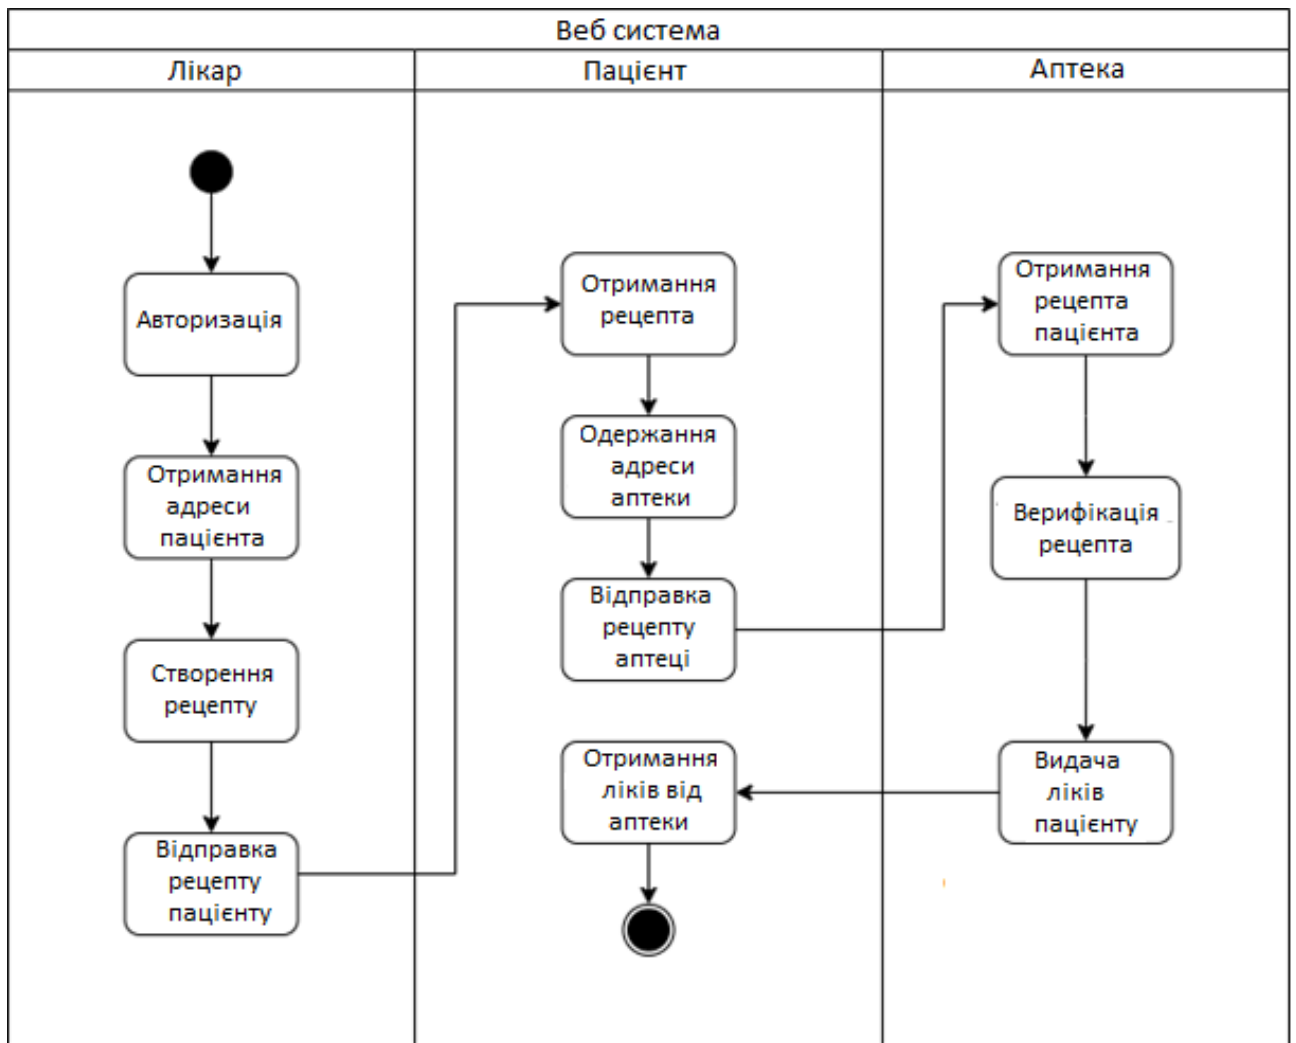 Веб система
Лікар
Пацієнт
Аптека
Авторизація
Отримання
адреси
пацієнта
Створення
рецепту
Відправка
рецепту
пацієнту
Отримання
рецепта
Одержання
адреси
аптеки
Відправка
рецепту
аптеці
Отримання
ліків від
аптеки
Отримання
рецепта
пацієнта
Верифікація
рецепта
Видача
ліків
пацієнту